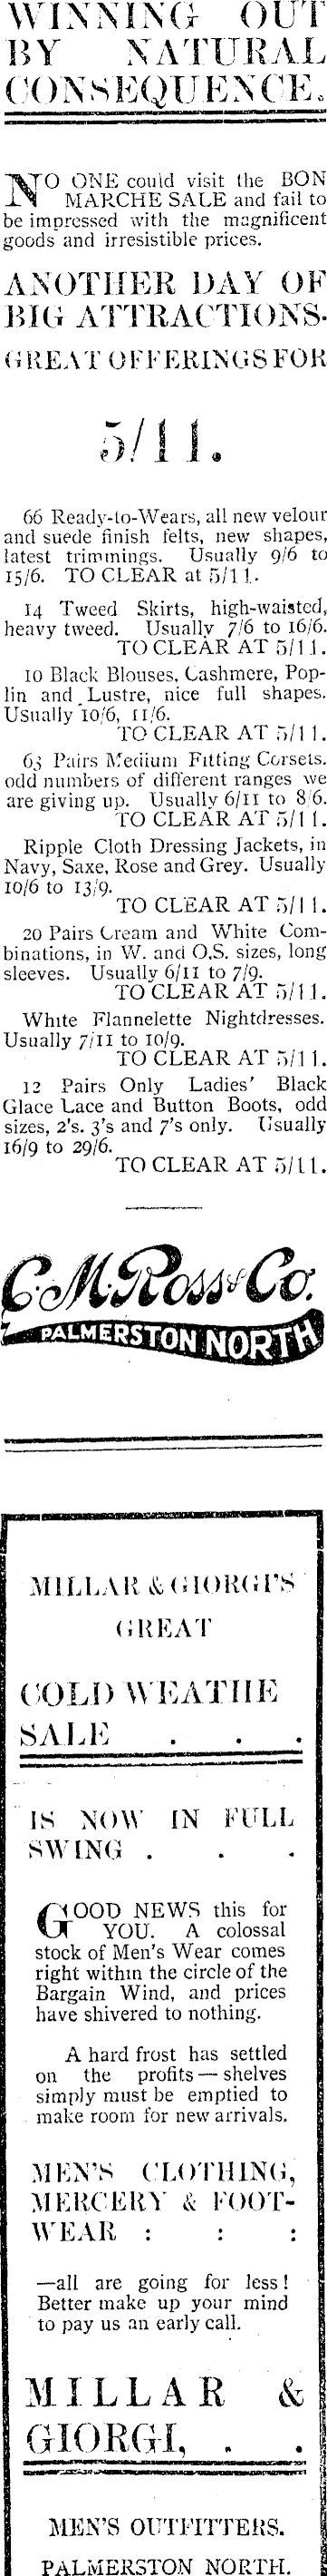 WINNING OUT
BY NATURAL
CONSEQUENCE.
NO ONE could visit the BON
MARCHE SALE and fail to
be impressed with the magnificent
goods and irresistible prices.
ANOTHER DAY OF
BIG ATTRACTIONS.
GREAT OFFERINGS FOR
5/11.
66 Ready-to-Wears, all new velour
and suede finish felts, new shapes,
latest trimmings. Usually 9/6 to
15/6. TO CLEAR at 5/11.
14 Tweed Skirts, high-waisted,
heavy tweed. Usually 7/6 to 16/6.
TO CLEAR AT 5/11.
10 Black Blouses, Cashmere, Pop-
lin and Lustre, nice full shapes.
Usually 10/6, 11/6.
TO CLEAR AT 5/11.
63 Pairs Medium Fitting Corsets.
odd numbers of different ranges we
are giving up. Usually 6/11 to 8/6.
TO CLEAR AT 5/11.
Ripple Cloth Dressing Jackets, in
Navy, Saxe, Rose and Grey. Usually
10/6 to 13/9.
TO CLEAR AT 5/11.
20 Pairs Cream and White Com-
binations, in W. and O.S. sizes, long
sleeves. Usually 6/11 to 7/9.
TO CLEAR AT 5/11.
White Flannelette Nightdresses.
Usually 7/11 to 10/9.
TO CLEAR AT 5/11.
12 Pairs Only Ladies' Black
Glace Lace and Button Boots, odd
sizes, 2's. 3's and 7's only. Usually
16/9 to 29/6.
TO CLEAR AT 5/11.
C. M. Ross & Co.
PALMERSTON NORTH
MILLAR & GIORGI'S
GREAT
COLD WEATHE
SALE . . .
IS NOW IN FULL
SWING . . .
GOOD NEWS this for
YOU. A colossal
stock of Men's Wear comes
right within the circle of the
Bargain Wind, and prices
have shivered to nothing.
A hard frost has settled
on the profits—shelves
simply must be emptied to
make room for new arrivals.
MEN'S CLOTHING,
MERCERY & FOOT-
WEAR : : :
—all are going for less!
Better make up your mind
to pay us an early call.
MILLAR &
GIORGI, . .
MEN'S OUTFITTERS.
PALMERSTON NORTH.